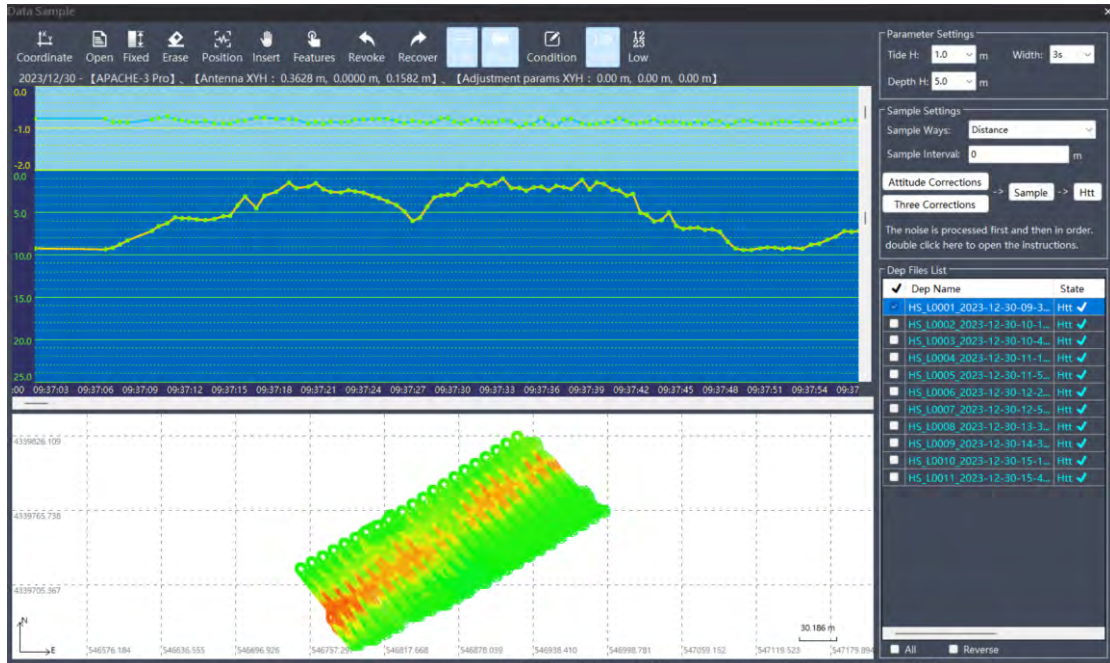 Data Sample
Coordinate Open Fixed Erase Position Insert Features Revoke Recover Condition Low
2023/12/30 - 【APACHE-3 Pro】、【Antenna XYH : 0.3628 m, 0.0000 m, 0.1582 m】、【Adjustment params XYH : 0.00 m, 0.00 m, 0.00 m】
0.0
-1.0
-2.0
0.0
5.0
10.0
15.0
20.0
25.0
:00 09:37:03 09:37:06 09:37:09 09:37:12 09:37:15 09:37:18 09:37:21 09:37:24 09:37:27 09:37:30 09:37:33 09:37:36 09:37:39 09:37:42 09:37:45 09:37:48 09:37:51 09:37:54 09:37
4339826.109
4339765.738
4339705.367
N
E
30.186 m
546576.184 546636.555 546696.926 546757.29 546817.668 546878.039 546938.410 546998.781 547059.152 547119.523 547179.894
Parameter Settings
Tide H: 1.0 m Width: 3s
Depth H: 5.0 m
Sample Settings
Sample Ways: Distance
Sample Interval: 0 m
Attitude Corrections
-> Sample -> Htt
Three Corrections
The noise is processed first and then in order.
double click here to open the instructions.
Dep Files List
Dep Name State
HS_L0001_2023-12-30-09-3... Htt
HS_L0002_2023-12-30-10-1... Htt
HS_L0003_2023-12-30-10-4... Htt
HS_L0004_2023-12-30-11-1... Htt
HS_L0005_2023-12-30-11-5... Htt
HS_L0006_2023-12-30-12-2... Htt
HS_L0007_2023-12-30-12-5... Htt
HS_L0008_2023-12-30-13-3... Htt
HS_L0009_2023-12-30-14-3... Htt
HS_L0010_2023-12-30-15-1... Htt
HS_L0011_2023-12-30-15-4... Htt
All Reverse